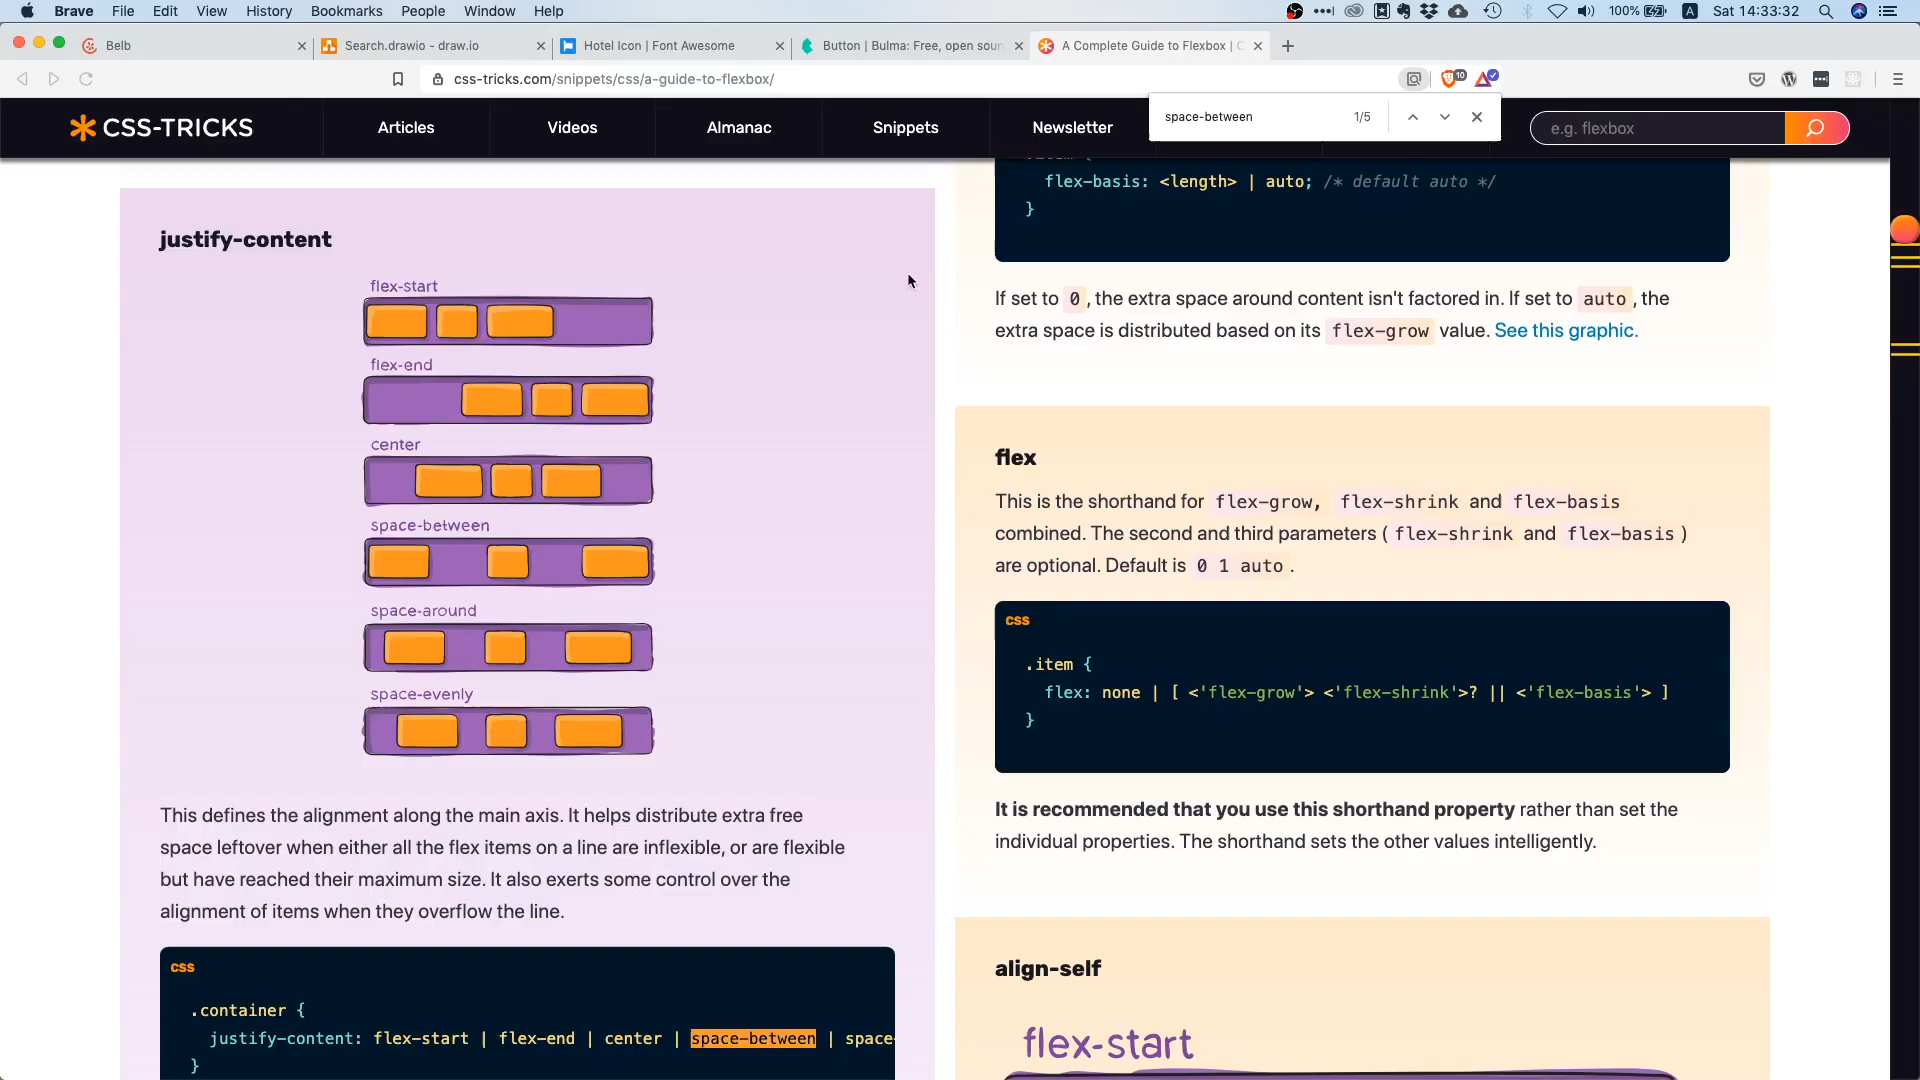 Brave File Edit View History Bookmarks People Window Help 100% A Sat 14:33:32
Belb Search.drawio - draw.io Hotel Icon | Font Awesome Button | Bulma: Free, open sour A Complete Guide to Flexbox | C
css-tricks.com/snippets/css/a-guide-to-flexbox/ 10
space-between 1/5
CSS-TRICKS Articles Videos Almanac Snippets Newsletter e.g. flexbox
justify-content
flex-start
flex-end
center
space-between
space-around
space-evenly
This defines the alignment along the main axis. It helps distribute extra free
space leftover when either all the flex items on a line are inflexible, or are flexible
but have reached their maximum size. It also exerts some control over the
alignment of items when they overflow the line.
CSS
.container {
justify-content: flex-start | flex-end | center | space-between | space-
}
flex-basis: <length> | auto; /* default auto */
}
If set to 0, the extra space around content isn't factored in. If set to auto, the
extra space is distributed based on its flex-grow value. See this graphic.
flex
This is the shorthand for flex-grow, flex-shrink and flex-basis
combined. The second and third parameters (flex-shrink and flex-basis)
are optional. Default is 0 1 auto.
CSS
.item {
flex: none | [ <'flex-grow'> <'flex-shrink'>? || <'flex-basis'> ]
}
It is recommended that you use this shorthand property rather than set the
individual properties. The shorthand sets the other values intelligently.
align-self
flex-start